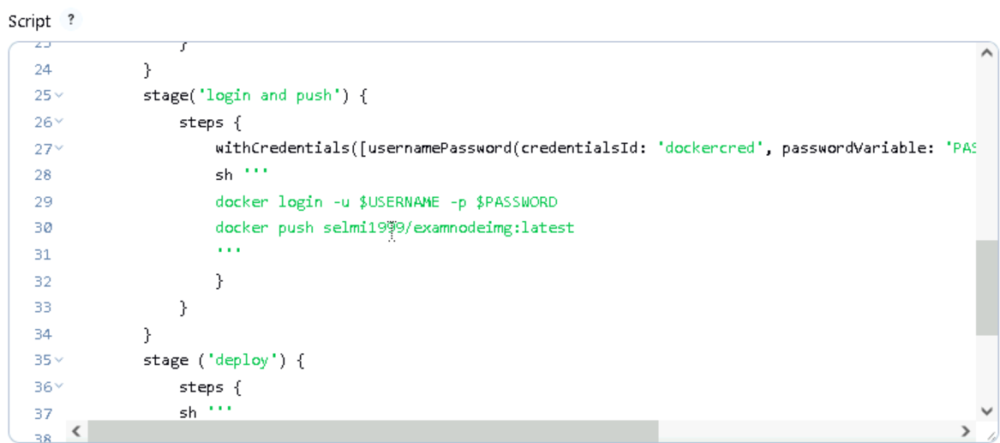 Script ?
23 }
24 }
25 stage('login and push') {
26 steps {
27 withCredentials([usernamePassword(credentialsId: 'dockercred', passwordVariable: 'PAS
28 sh '''
29 docker login -u $USERNAME -p $PASSWORD
30 docker push selmi1999/examnodeimg:latest
31 '''
32 }
33 }
34 }
35 stage ('deploy') {
36 steps {
37 sh '''
38